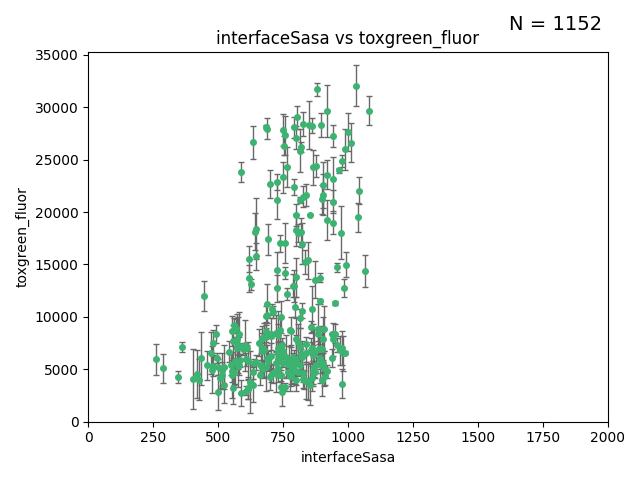 N = 1152
interfaceSasa vs toxgreen_fluor
35000
30000
25000
20000
15000
10000
5000
0
toxgreen_fluor
0 250 500 750 1000 1250 1500 1750 2000
interfaceSasa